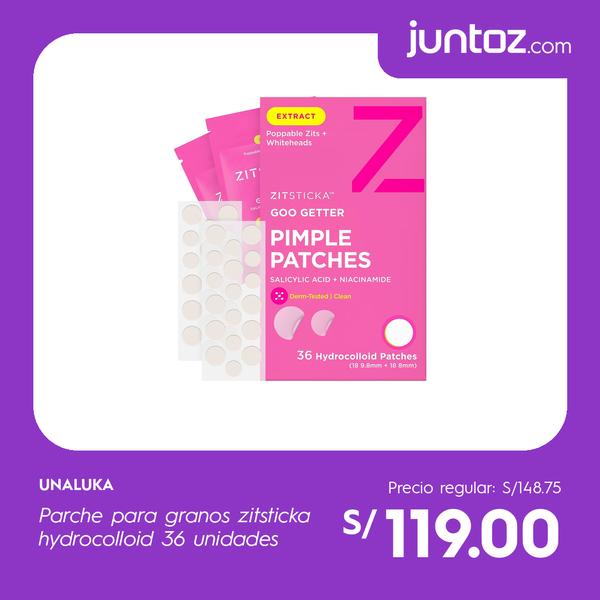 juntoz.com
EXTRACT
Poppable Zits +
Whiteheads
Z
ZITSTICKA™
GOO GETTER
PIMPLE
PATCHES
SALICYLIC ACID + NIACINAMIDE
Derm-Tested | Clean
36 Hydrocolloid Patches
(18 9.8mm + 18 8mm)
UNALUKA
Parche para granos zitsticka
hydrocolloid 36 unidades
Precio regular: S/148.75
S/119.00